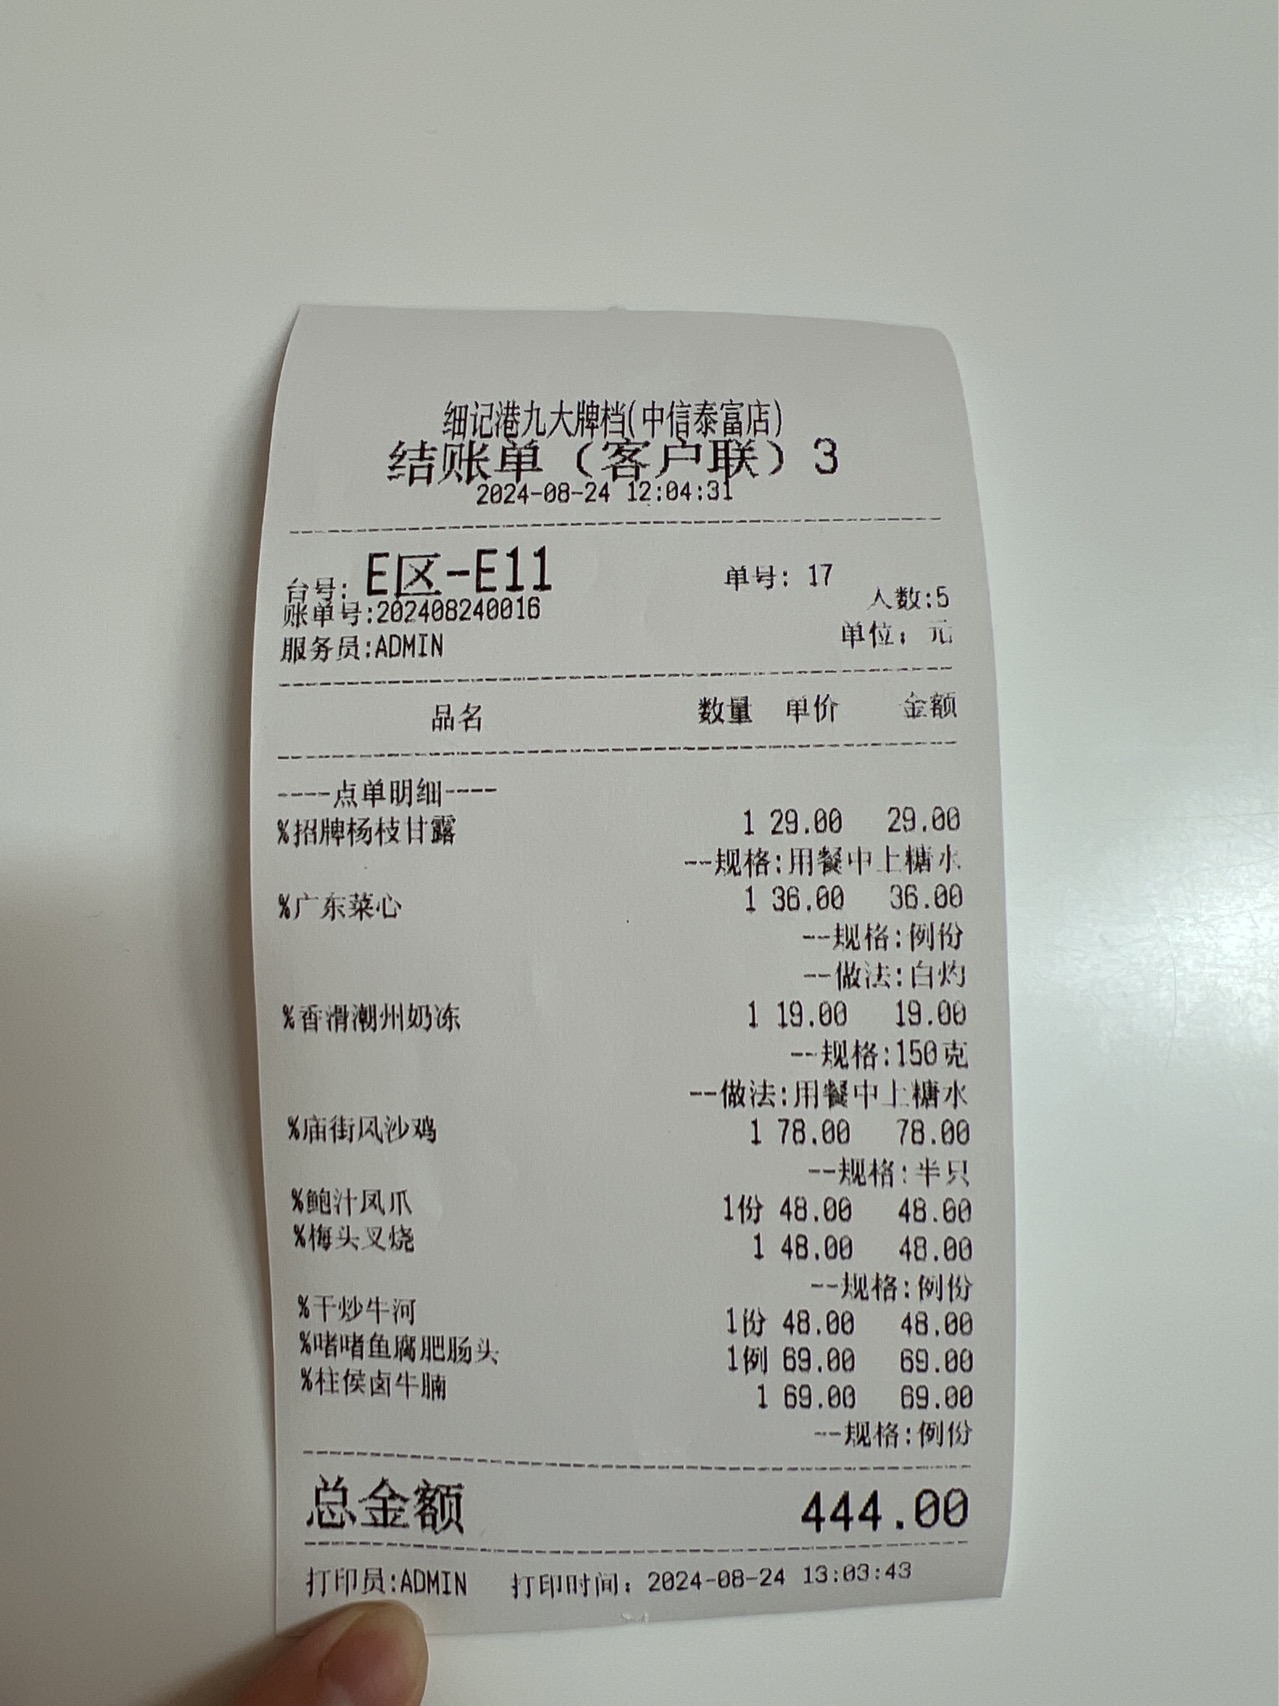 细记港九大牌档(中信泰富店)
结账单（客户联）3
2024-08-24 12:04:31
台号: E区-E11 单号: 17
账单号:202408240016 人数:5
服务员:ADMIN 单位: 元
品名 数量 单价 金额
----点单明细----
%招牌杨枝甘露 1 29.00 29.00
--规格:用餐中上糖水
%广东菜心 1 36.00 36.00
--规格:例份
--做法:白灼
%香滑潮州奶冻 1 19.00 19.00
--规格:150克
--做法:用餐中上糖水
%庙街风沙鸡 1 78.00 78.00
--规格:半只
%鲍汁凤爪 1份 48.00 48.00
%梅头叉烧 1 48.00 48.00
--规格:例份
%干炒牛河 1份 48.00 48.00
%啫啫鱼腐肥肠头 1例 69.00 69.00
%柱侯卤牛腩 1 69.00 69.00
--规格:例份
总金额 444.00
打印员:ADMIN 打印时间: 2024-08-24 13:03:43